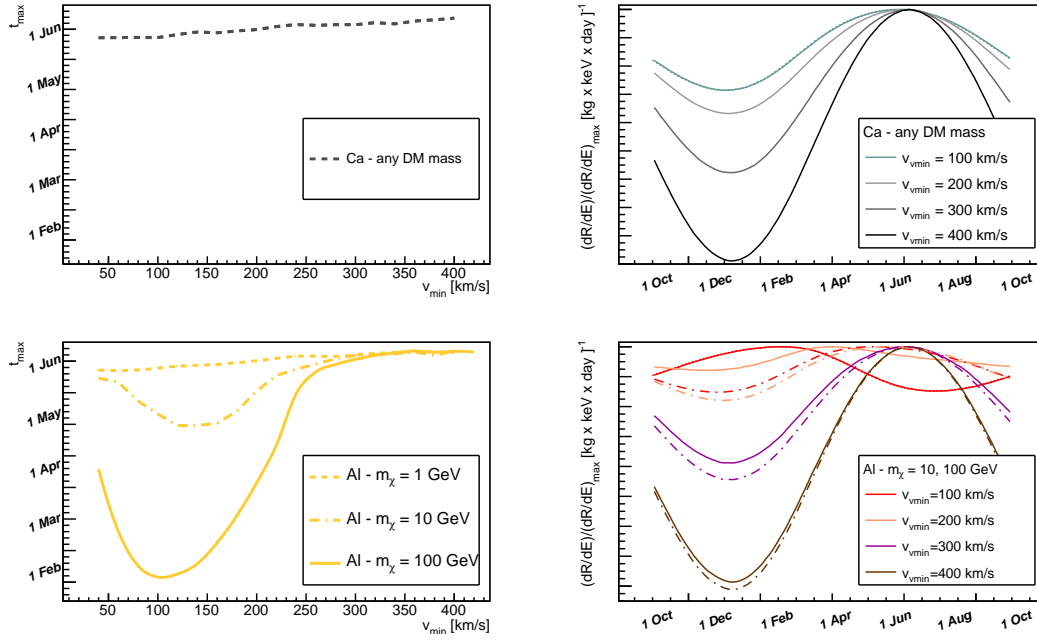 t_max
1 Jun
1 May
1 Apr
1 Mar
1 Feb
Ca - any DM mass
50 100 150 200 250 300 350 400
v_min [km/s]
(dR/dE)/(dR/dE)_max [kg x keV x day]^-1
Ca - any DM mass
v_vmin = 100 km/s
v_vmin = 200 km/s
v_vmin = 300 km/s
v_vmin = 400 km/s
1 Oct 1 Dec 1 Feb 1 Apr 1 Jun 1 Aug 1 Oct
t_max
1 Jun
1 May
1 Apr
1 Mar
1 Feb
Al - m_χ = 1 GeV
Al - m_χ = 10 GeV
Al - m_χ = 100 GeV
50 100 150 200 250 300 350 400
v_min [km/s]
(dR/dE)/(dR/dE)_max [kg x keV x day]^-1
Al - m_χ = 10, 100 GeV
v_vmin=100 km/s
v_vmin=200 km/s
v_vmin=300 km/s
v_vmin=400 km/s
1 Oct 1 Dec 1 Feb 1 Apr 1 Jun 1 Aug 1 Oct